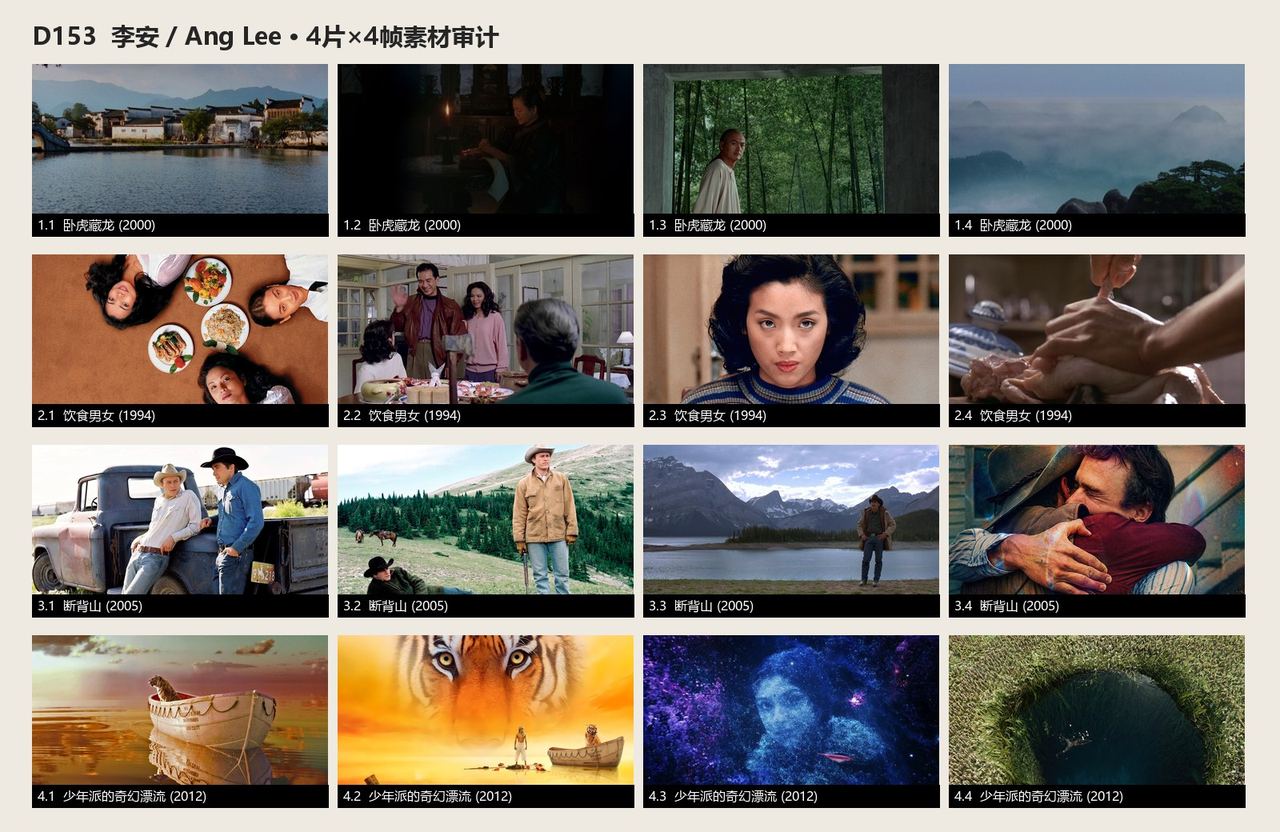 D153 李安 / Ang Lee • 4片×4帧素材审计
1.1 卧虎藏龙 (2000)
1.2 卧虎藏龙 (2000)
1.3 卧虎藏龙 (2000)
1.4 卧虎藏龙 (2000)
2.1 饮食男女 (1994)
2.2 饮食男女 (1994)
2.3 饮食男女 (1994)
2.4 饮食男女 (1994)
3.1 断背山 (2005)
3.2 断背山 (2005)
3.3 断背山 (2005)
3.4 断背山 (2005)
4.1 少年派的奇幻漂流 (2012)
4.2 少年派的奇幻漂流 (2012)
4.3 少年派的奇幻漂流 (2012)
4.4 少年派的奇幻漂流 (2012)